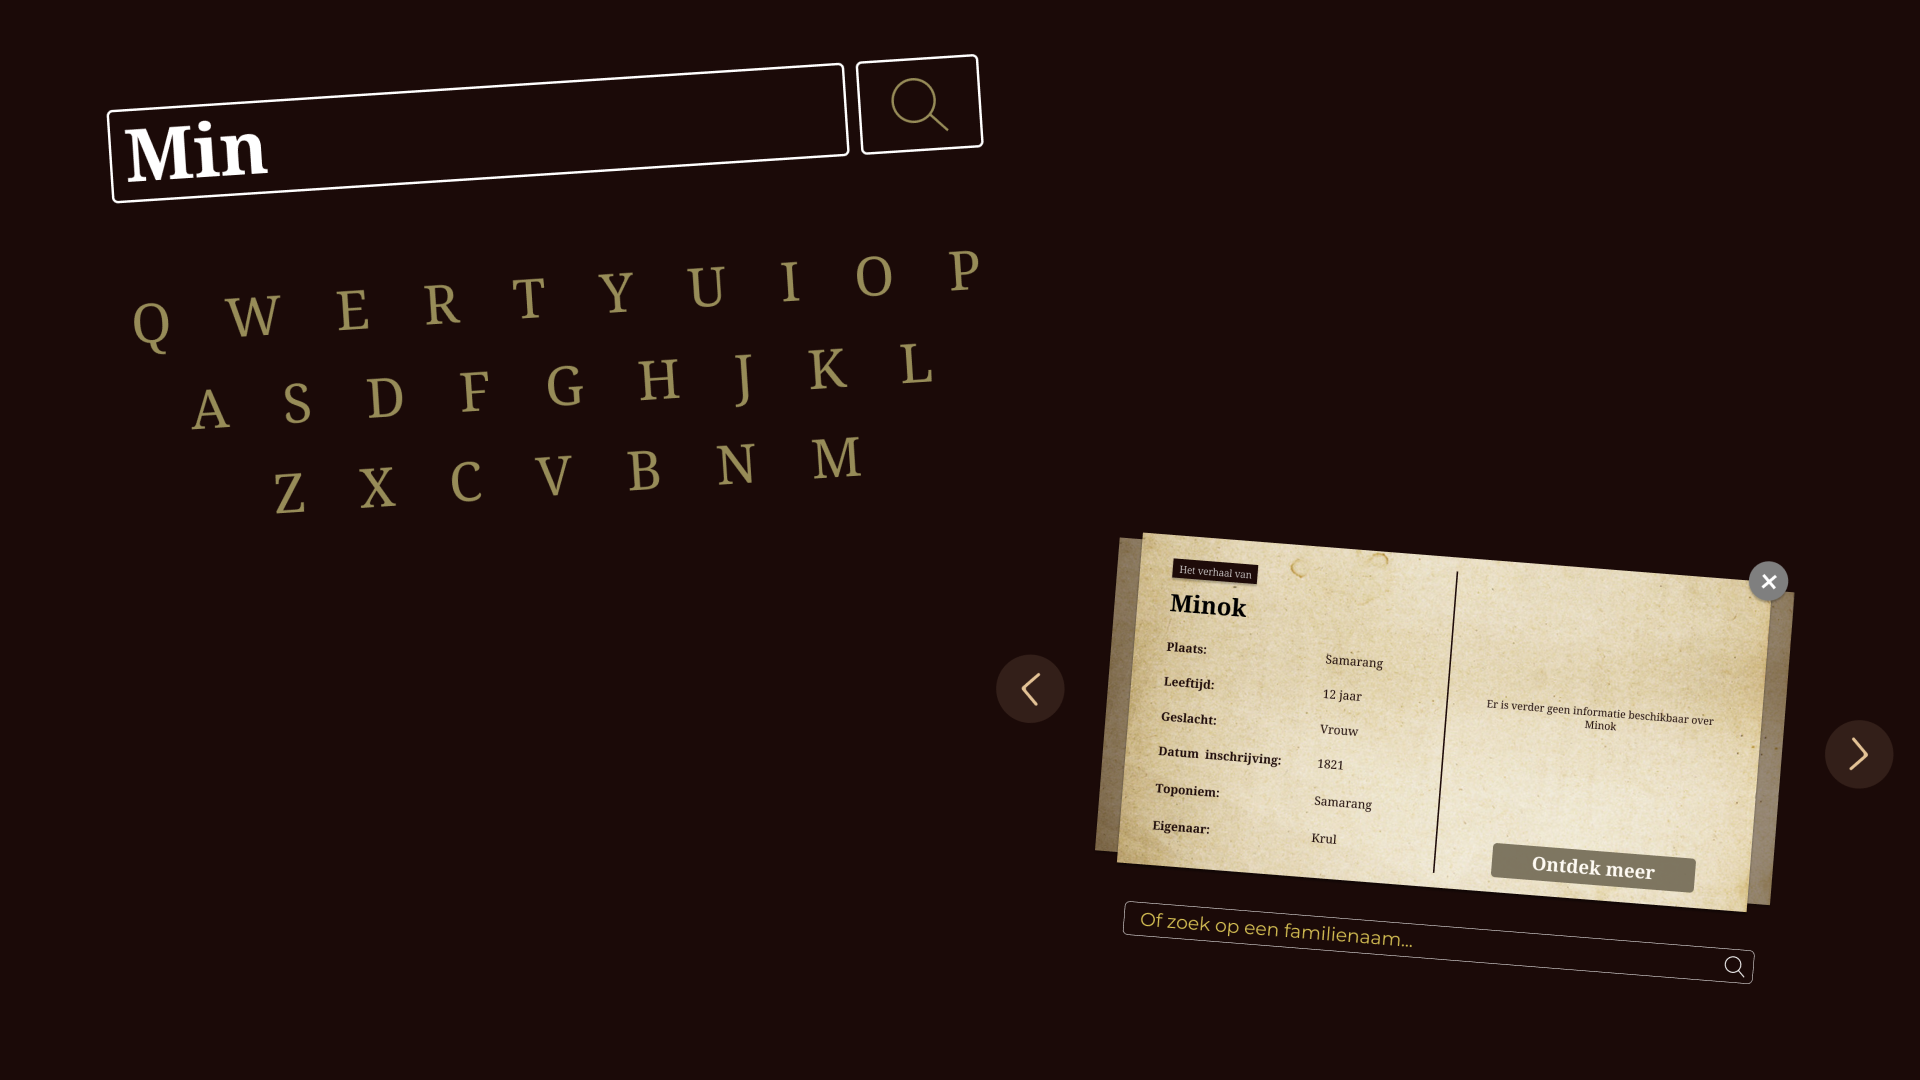 Min
Q W E R T Y U I O P
A S D F G H J K L
Z X C V B N M
Het verhaal van
Minok
Plaats: Samarang
Leeftijd: 12 jaar
Geslacht: Vrouw
Datum inschrijving: 1821
Toponiem: Samarang
Eigenaar: Krul
Er is verder geen informatie beschikbaar over
Minok
Ontdek meer
Of zoek op een familienaam...